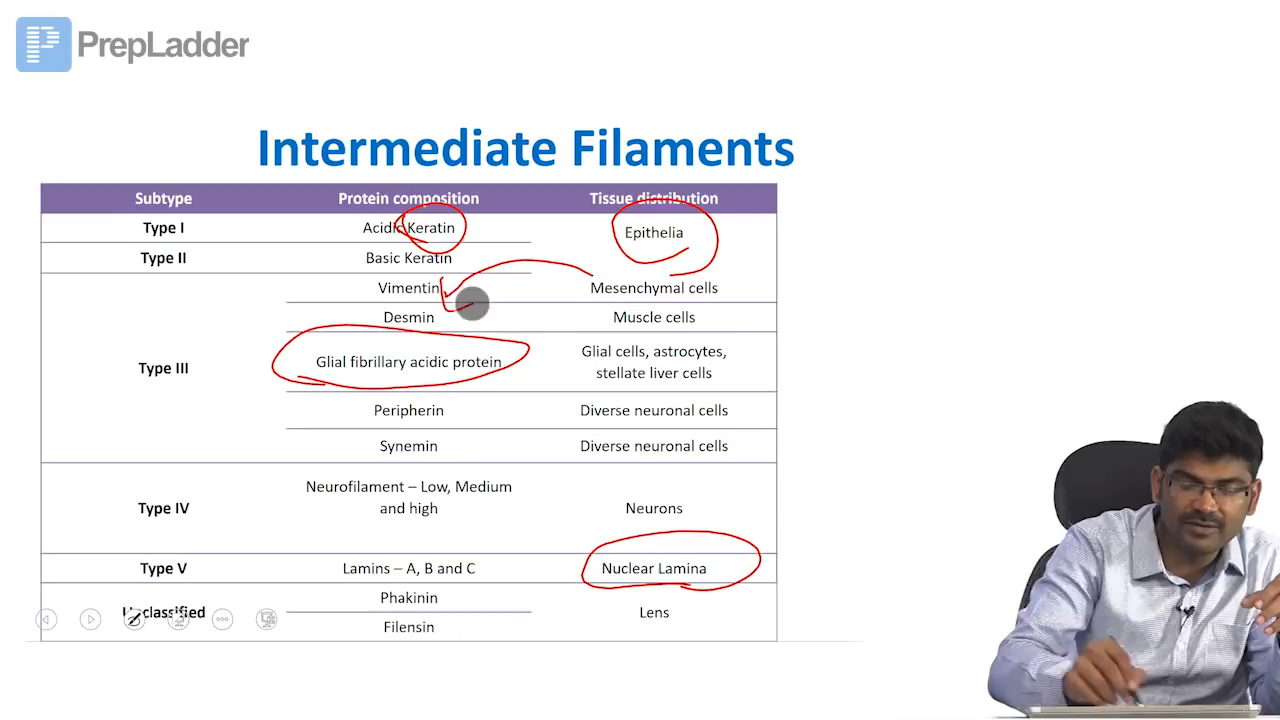 PrepLadder
Intermediate Filaments
Subtype Protein composition Tissue distribution
Type I Acidic Keratin Epithelia
Type II Basic Keratin
Vimentin Mesenchymal cells
Desmin Muscle cells
Type III Glial fibrillary acidic protein Glial cells, astrocytes,
stellate liver cells
Peripherin Diverse neuronal cells
Synemin Diverse neuronal cells
Neurofilament – Low, Medium
and high
Type IV Neurons
Type V Lamins – A, B and C Nuclear Lamina
Unclassified Phakinin Lens
Filensin